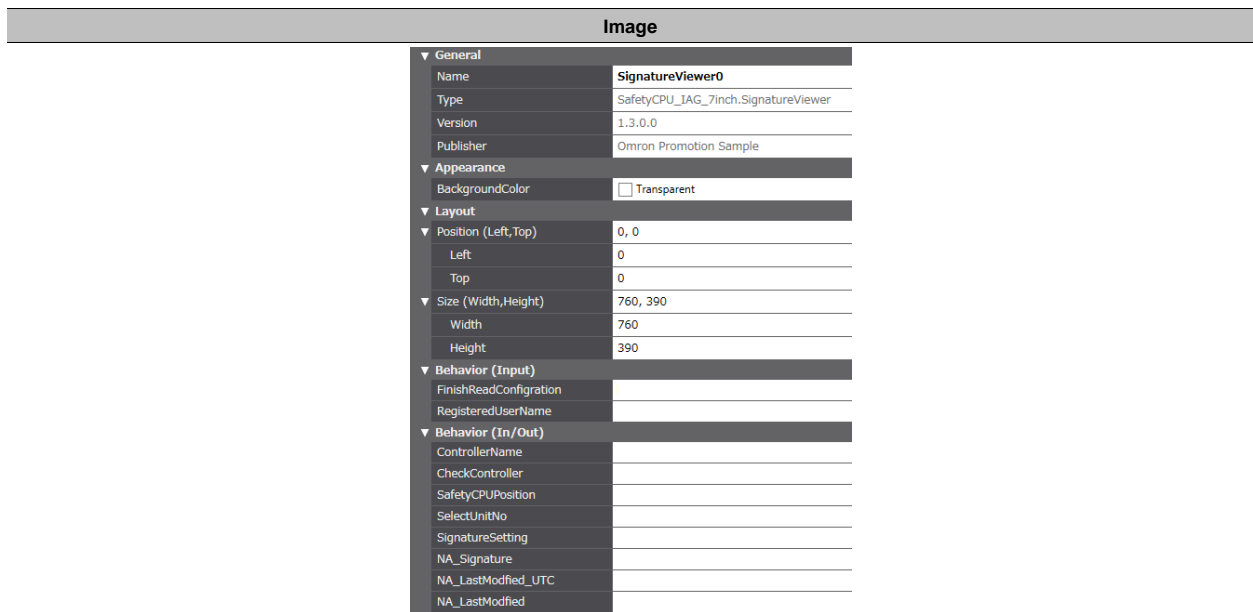 Image
▼ General
Name SignatureViewer0
Type SafetyCPU_IAG_7inch.SignatureViewer
Version 1.3.0.0
Publisher Omron Promotion Sample
▼ Appearance
BackgroundColor Transparent
▼ Layout
▼ Position (Left,Top) 0, 0
Left 0
Top 0
▼ Size (Width,Height) 760, 390
Width 760
Height 390
▼ Behavior (Input)
FinishReadConfigration
RegisteredUserName
▼ Behavior (In/Out)
ControllerName
CheckController
SafetyCPUPosition
SelectUnitNo
SignatureSetting
NA_Signature
NA_LastModfied_UTC
NA_LastModfied